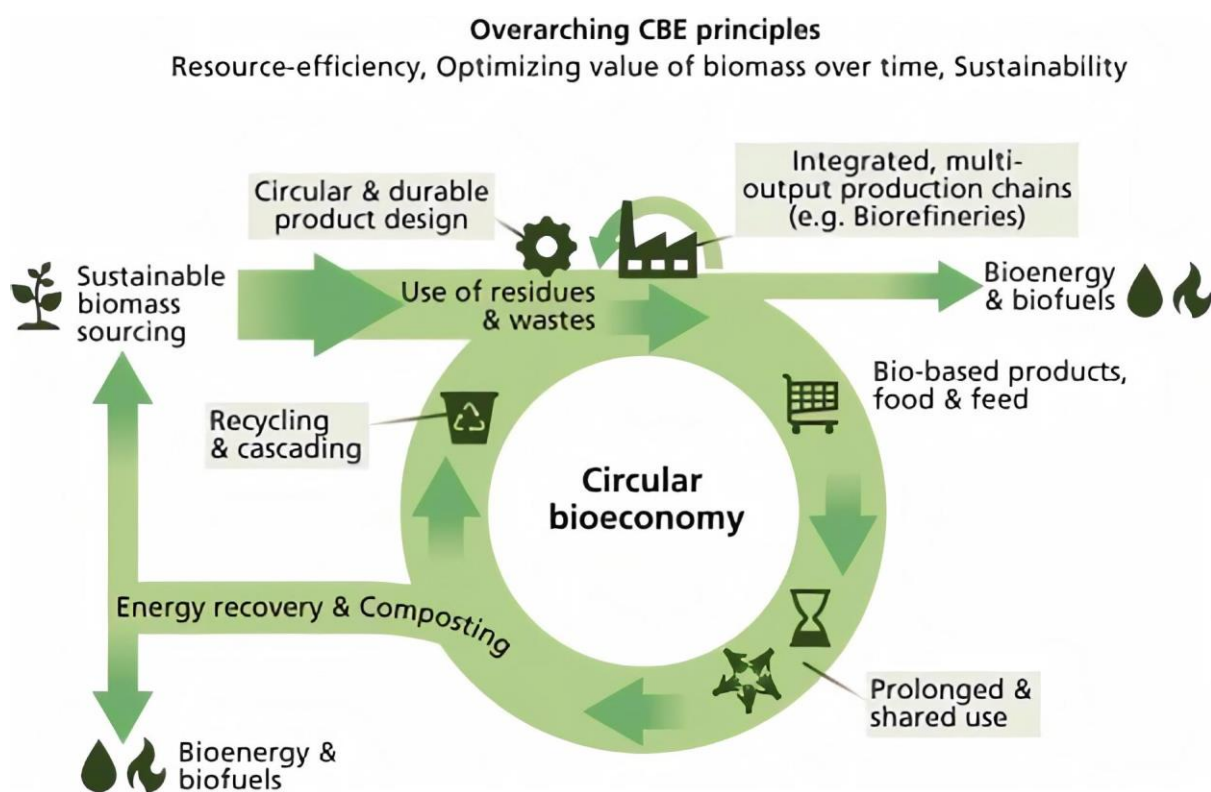 Overarching CBE principles
Resource-efficiency, Optimizing value of biomass over time, Sustainability
Circular & durable
product design
Integrated, multi-
output production chains
(e.g. Biorefineries)
Sustainable
biomass
sourcing
Use of residues
& wastes
Bioenergy
& biofuels
Bio-based products,
food & feed
Recycling
& cascading
Circular
bioeconomy
Energy recovery & Composting
Prolonged &
shared use
Bioenergy &
biofuels